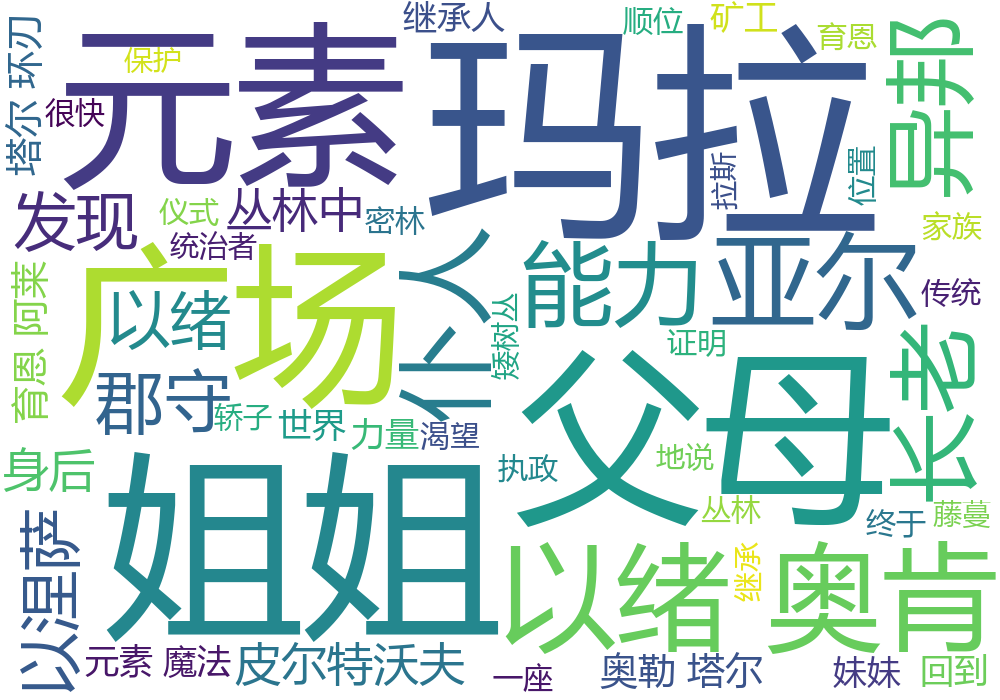 继承人
顺位
矿工
育恩
异邦
环刃
塔尔
保护
很快
元素
玛拉
拉斯
位置
家族
发现
仪式
丛林中
密林
统治者
广场
个人
能力
亚尔
传统
育恩 阿莱
以绪
矮树丛
证明
长老
郡守
轿子
世界
力量
渴望
父母
身后
执政
地说
丛林
终于
藤蔓
姐姐
以涅萨
以绪
继承
奥肯
元素 魔法
皮尔特沃夫
一座
奥勒 塔尔
妹妹
回到